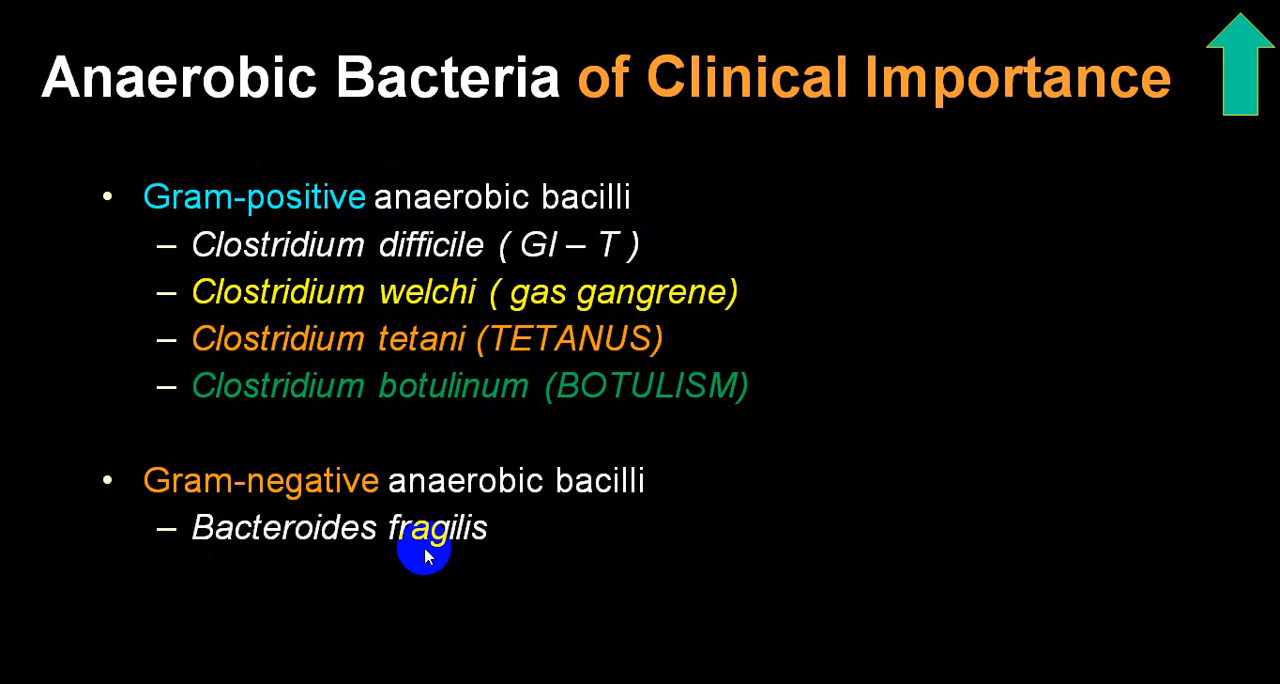 Anaerobic Bacteria of Clinical Importance
• Gram-positive anaerobic bacilli
– Clostridium difficile ( GI – T )
– Clostridium welchi ( gas gangrene)
– Clostridium tetani (TETANUS)
– Clostridium botulinum (BOTULISM)
• Gram-negative anaerobic bacilli
– Bacteroides fragilis